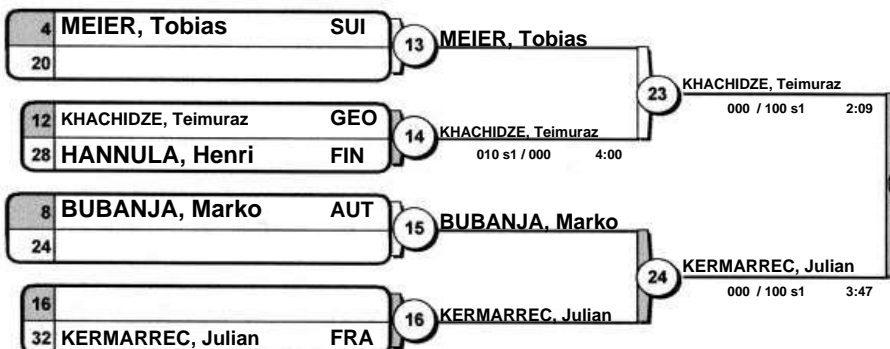 4 MEIER, Tobias SUI
20
13 MEIER, Tobias
12 KHACHIDZE, Teimuraz GEO
28 HANNULA, Henri FIN
14 KHACHIDZE, Teimuraz
010 s1 / 000 4:00
23 KHACHIDZE, Teimuraz
000 / 100 s1 2:09
8 BUBANJA, Marko AUT
24
15 BUBANJA, Marko
16
32 KERMARREC, Julian FRA
16 KERMARREC, Julian
24 KERMARREC, Julian
000 / 100 s1 3:47